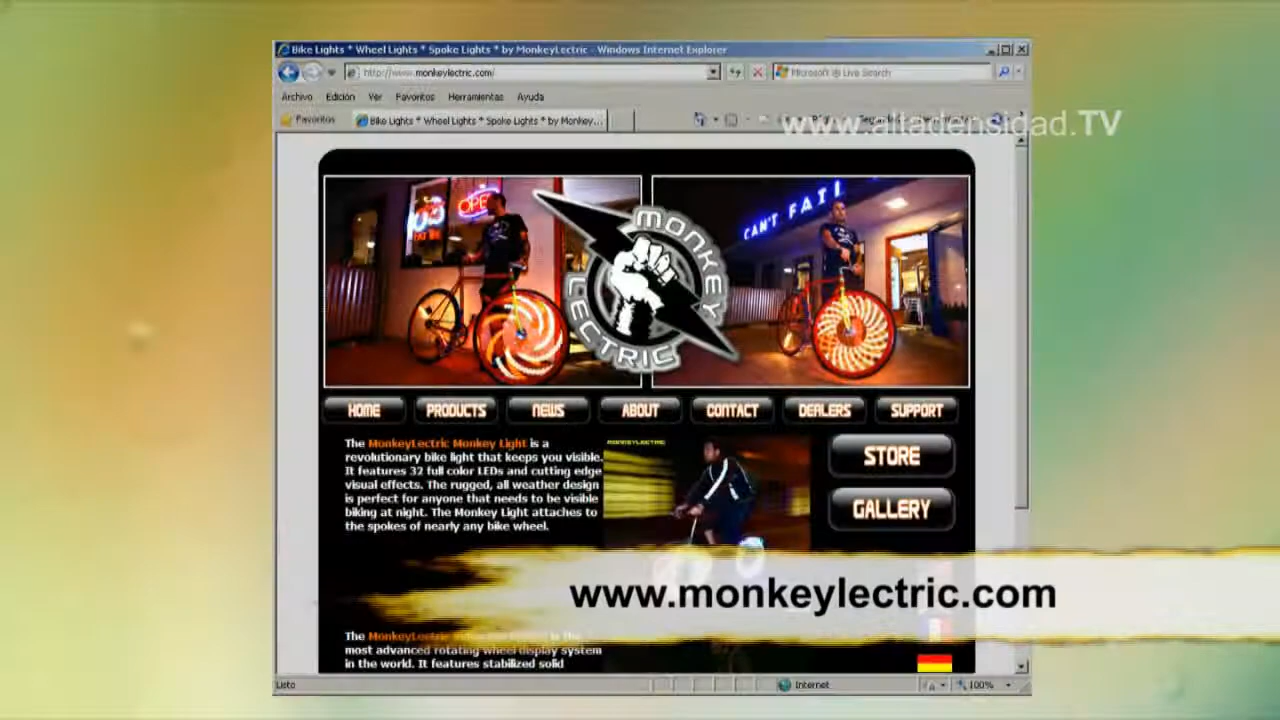 Bike Lights * Wheel Lights * Spoke Lights * by MonkeyLectric - Windows Internet Explorer
http://www.monkeylectric.com/
Microsoft @ Live Search
Archivo Edición Ver Favoritos Herramientas Ayuda
Favoritos
Bike Lights * Wheel Lights * Spoke Lights * by Monkey...
www.altadensidad.TV
OPEN
CAN'T FAIL
MONKEY
LECTRIC
HOME PRODUCTS NEWS ABOUT CONTACT DEALERS SUPPORT
The MonkeyLectric Monkey Light is a
revolutionary bike light that keeps you visible.
It features 32 full color LEDs and cutting edge
visual effects. The rugged, all weather design
is perfect for anyone that needs to be visible
biking at night. The Monkey Light attaches to
the spokes of nearly any bike wheel.
MONKEYLECTRIC
STORE
GALLERY
www.monkeylectric.com
The MonkeyLectric is the
most advanced rotating wheel display system
in the world. It features stabilized solid
Listo
Internet
100%